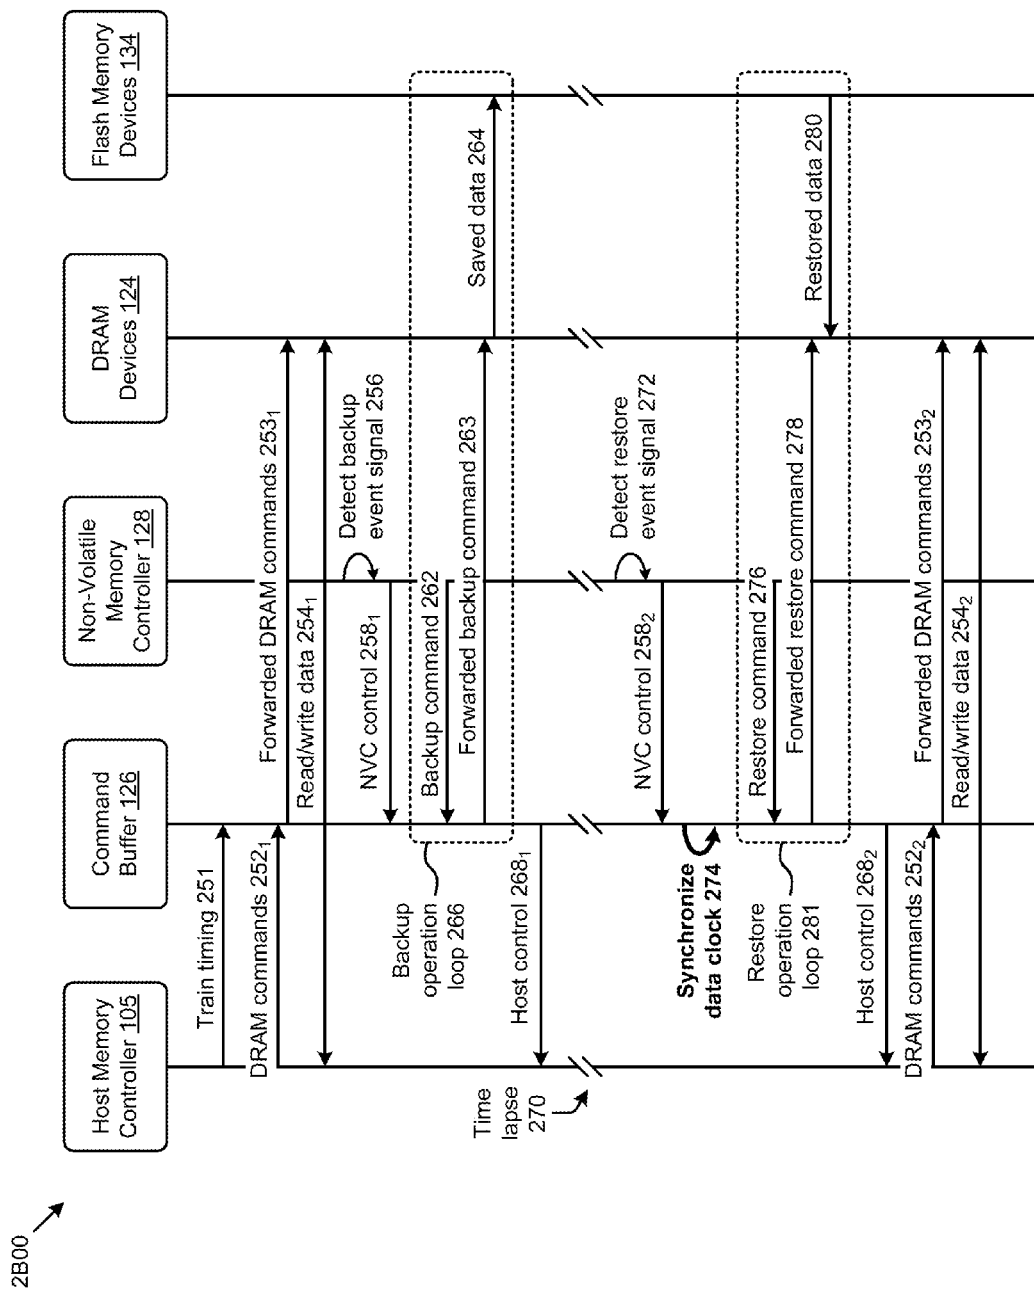 2B00
Host Memory
Controller 105
Command
Buffer 126
Non-Volatile
Memory
Controller 128
DRAM
Devices 124
Flash Memory
Devices 134
Train timing 251
DRAM commands 252₁
Forwarded DRAM commands 253₁
Read/write data 254₁
Detect backup
event signal 256
NVC control 258₁
Backup command 262
Forwarded backup command 263
Saved data 264
Backup
operation
loop 266
Host control 268₁
Time
lapse
270
Detect restore
event signal 272
NVC control 258₂
Synchronize
data clock 274
Restore command 276
Forwarded restore command 278
Restored data 280
Restore
operation
loop 281
Host control 268₂
DRAM commands 252₂
Forwarded DRAM commands 253₂
Read/write data 254₂